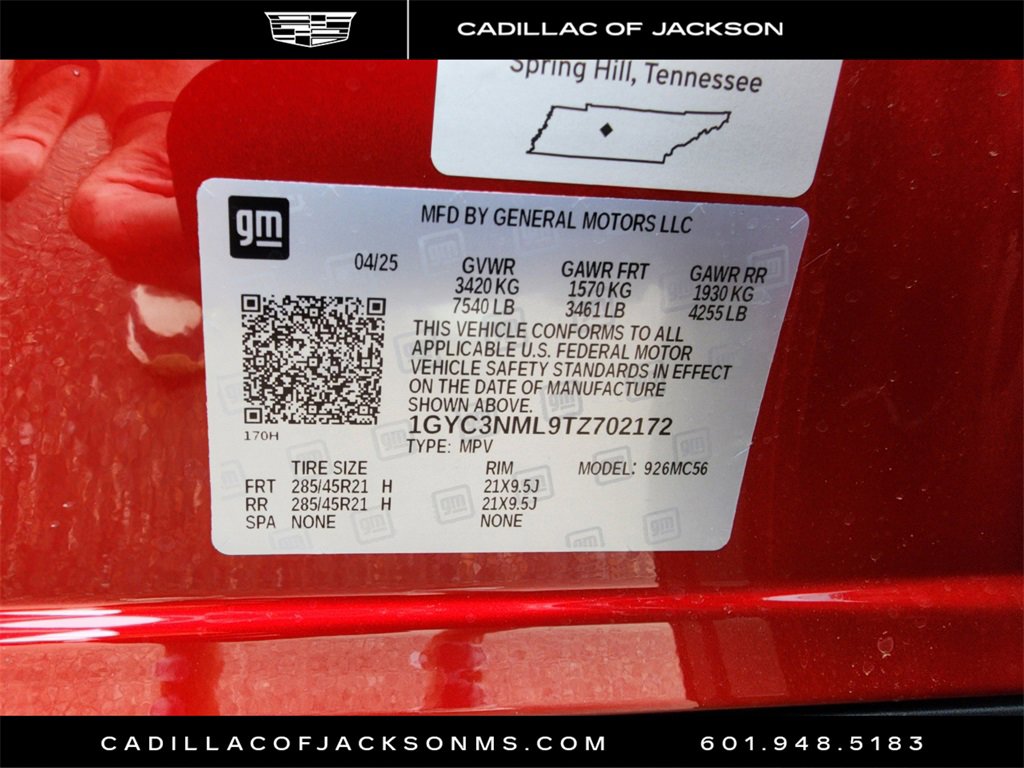 CADILLAC OF JACKSON
Spring Hill, Tennessee
gm
MFD BY GENERAL MOTORS LLC
04/25
GVWR GAWR FRT GAWR RR
3420 KG 1570 KG 1930 KG
7540 LB 3461 LB 4255 LB
THIS VEHICLE CONFORMS TO ALL
APPLICABLE U.S. FEDERAL MOTOR
VEHICLE SAFETY STANDARDS IN EFFECT
ON THE DATE OF MANUFACTURE
SHOWN ABOVE.
170H
1GYC3NML9TZ702172
TYPE: MPV
TIRE SIZE RIM MODEL: 926MC56
FRT 285/45R21 H 21X9.5J
RR 285/45R21 H 21X9.5J
SPA NONE NONE
CADILLACOFJACKSONMS.COM 601.948.5183